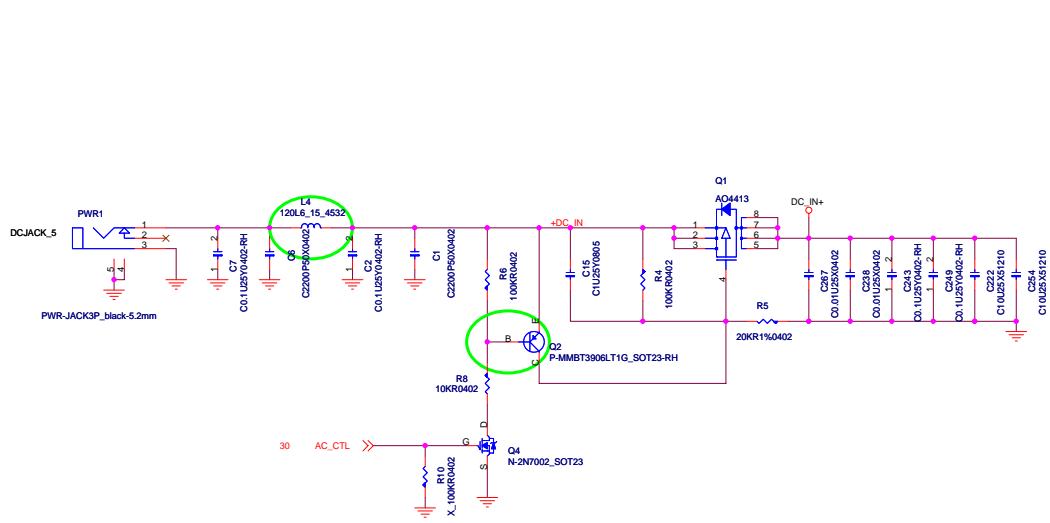 Q1
AO4413
DC_IN+
L4
120L6_15_4532
PWR1
DCJACK_5
1
2
3
5
4
PWR-JACK3P_black-5.2mm
2
1
C7
C0.1U25Y0402-RH
C6
C2200P50X0402
2
1
C2
C0.1U25Y0402-RH
C1
C2200P50X0402
+DC_IN
R6
100KR0402
C15
C1U25Y0805
R4
100KR0402
1
2
3
8
7
6
5
4
C267
C0.01U25X0402
C238
C0.01U25X0402
2
1
C243
C0.1U25Y0402-RH
2
1
C249
C0.1U25Y0402-RH
C222
C10U25X51210
C254
C10U25X51210
R5
20KR1%0402
B
E
C
Q2
P-MMBT3906LT1G_SOT23-RH
R8
10KR0402
30
AC_CTL
G
D
S
Q4
N-2N7002_SOT23
R10
X_100KR0402